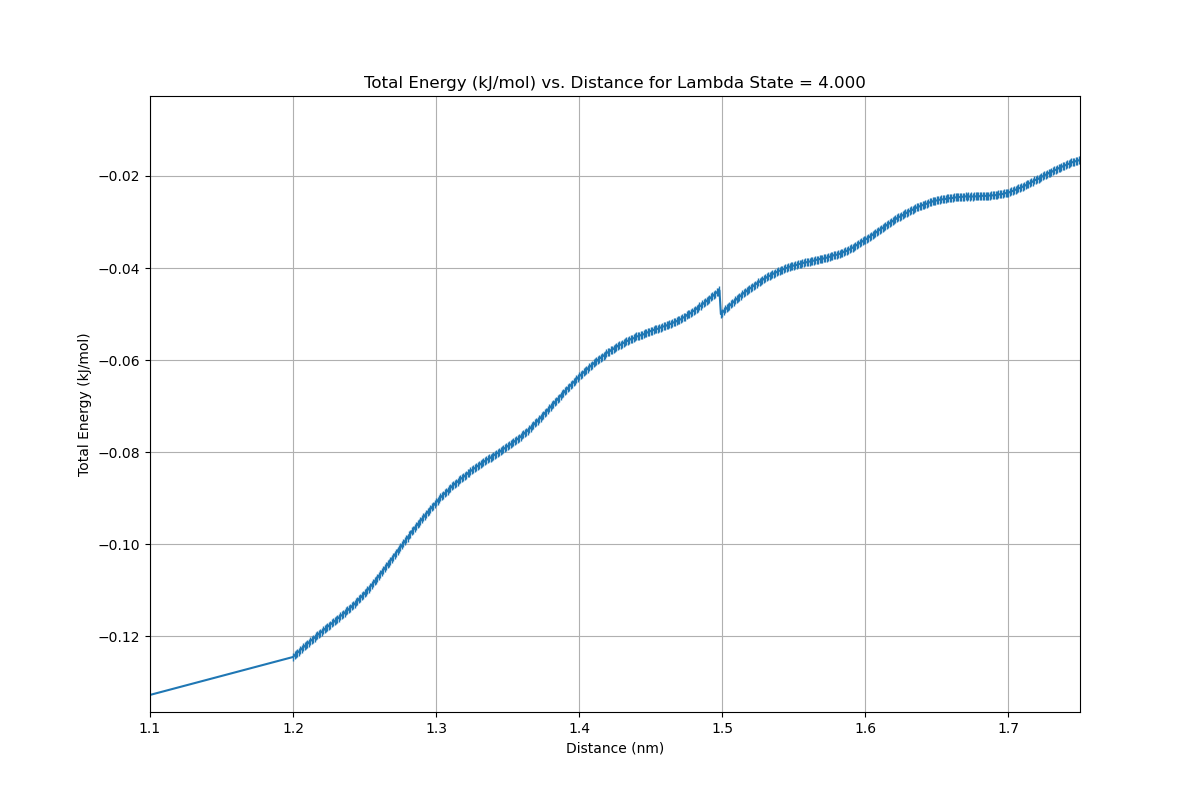 Total Energy (kJ/mol) vs. Distance for Lambda State = 4.000
Total Energy (kJ/mol)
−0.02
−0.04
−0.06
−0.08
−0.10
−0.12
1.1 1.2 1.3 1.4 1.5 1.6 1.7
Distance (nm)